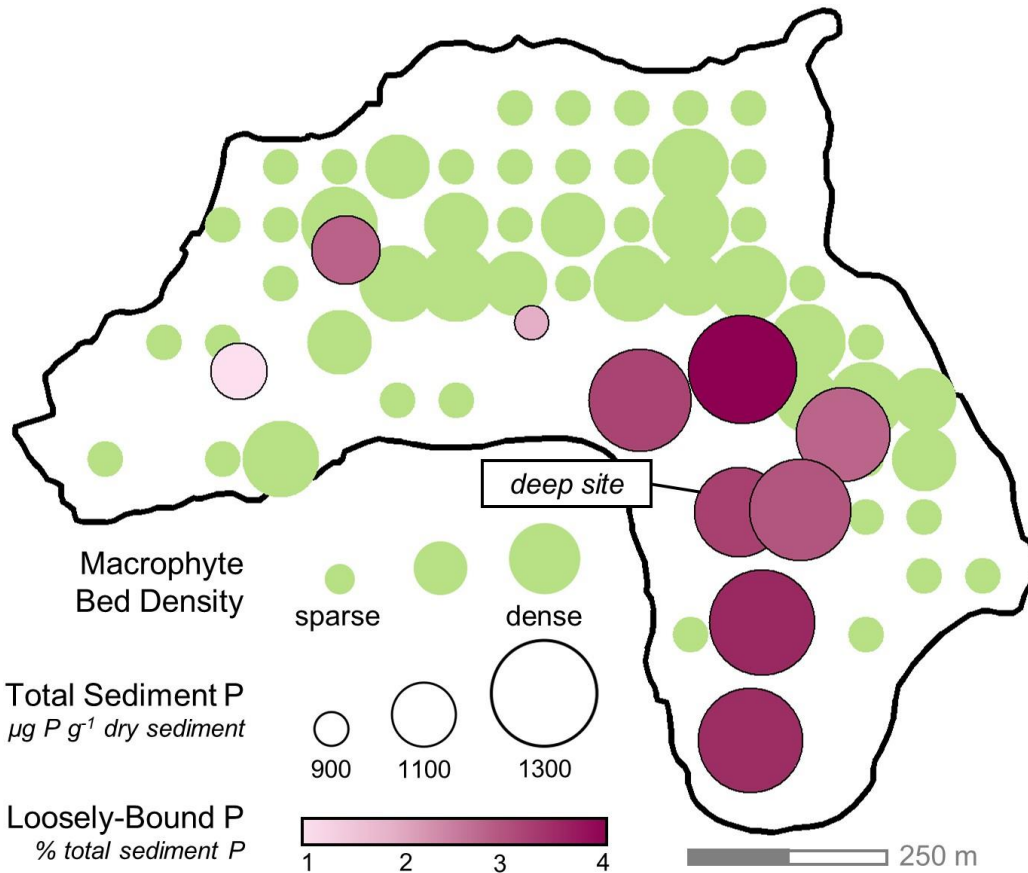 deep site
Macrophyte
Bed Density
sparse
dense
Total Sediment P
µg P g⁻¹ dry sediment
900
1100
1300
Loosely-Bound P
% total sediment P
1
2
3
4
250 m